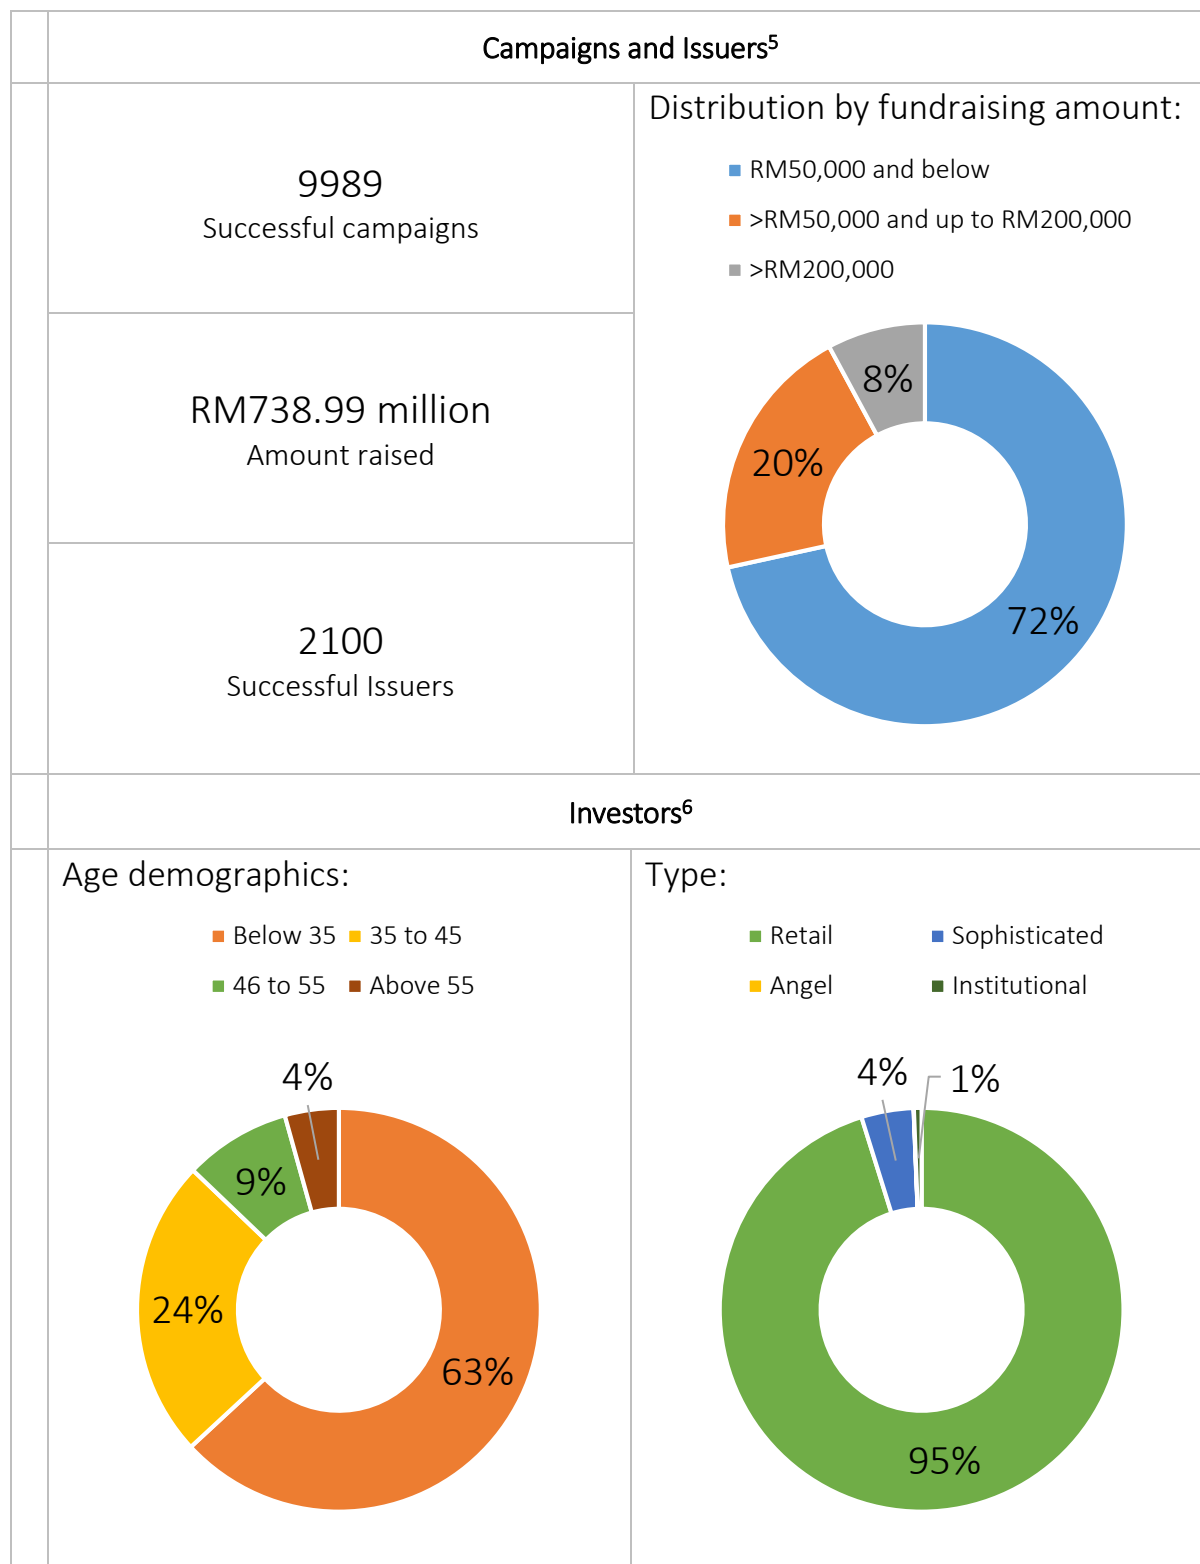 Campaigns and Issuers⁵
9989
Successful campaigns
RM738.99 million
Amount raised
2100
Successful Issuers
Distribution by fundraising amount:
RM50,000 and below
>RM50,000 and up to RM200,000
>RM200,000
8%
20%
72%
Investors⁶
Age demographics:
Below 35 35 to 45
46 to 55 Above 55
4%
9%
24%
63%
Type:
Retail Sophisticated
Angel Institutional
4% 1%
95%